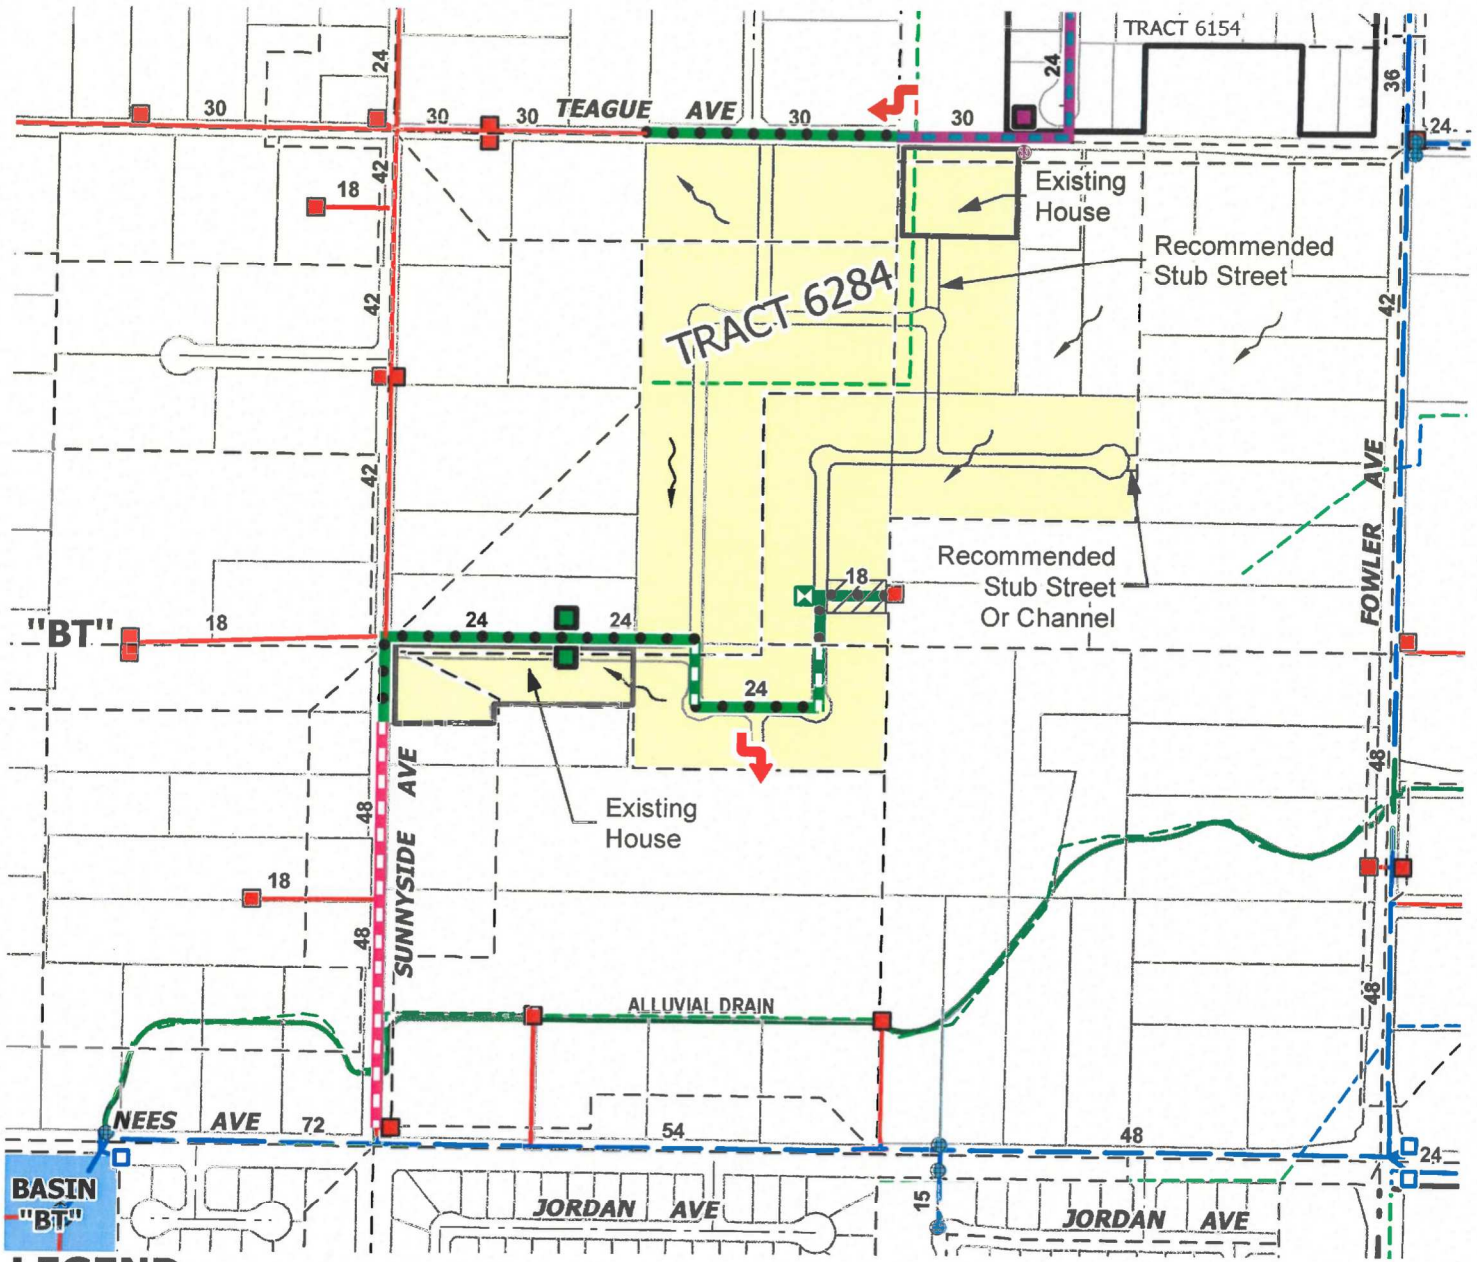 TRACT 6154
24
24
36
30
30
30
TEAGUE AVE
30
30
24
42
18
Existing
House
Recommended
Stub Street
TRACT 6284
42
42
42
FOWLER AVE
Recommended
Stub Street
Or Channel
18
"BT"
18
24
24
24
48
SUNNYSIDE AVE
48
Existing
House
18
48
48
ALLUVIAL DRAIN
NEES AVE
72
54
48
24
BASIN
"BT"
15
JORDAN AVE
JORDAN AVE
LEGEND